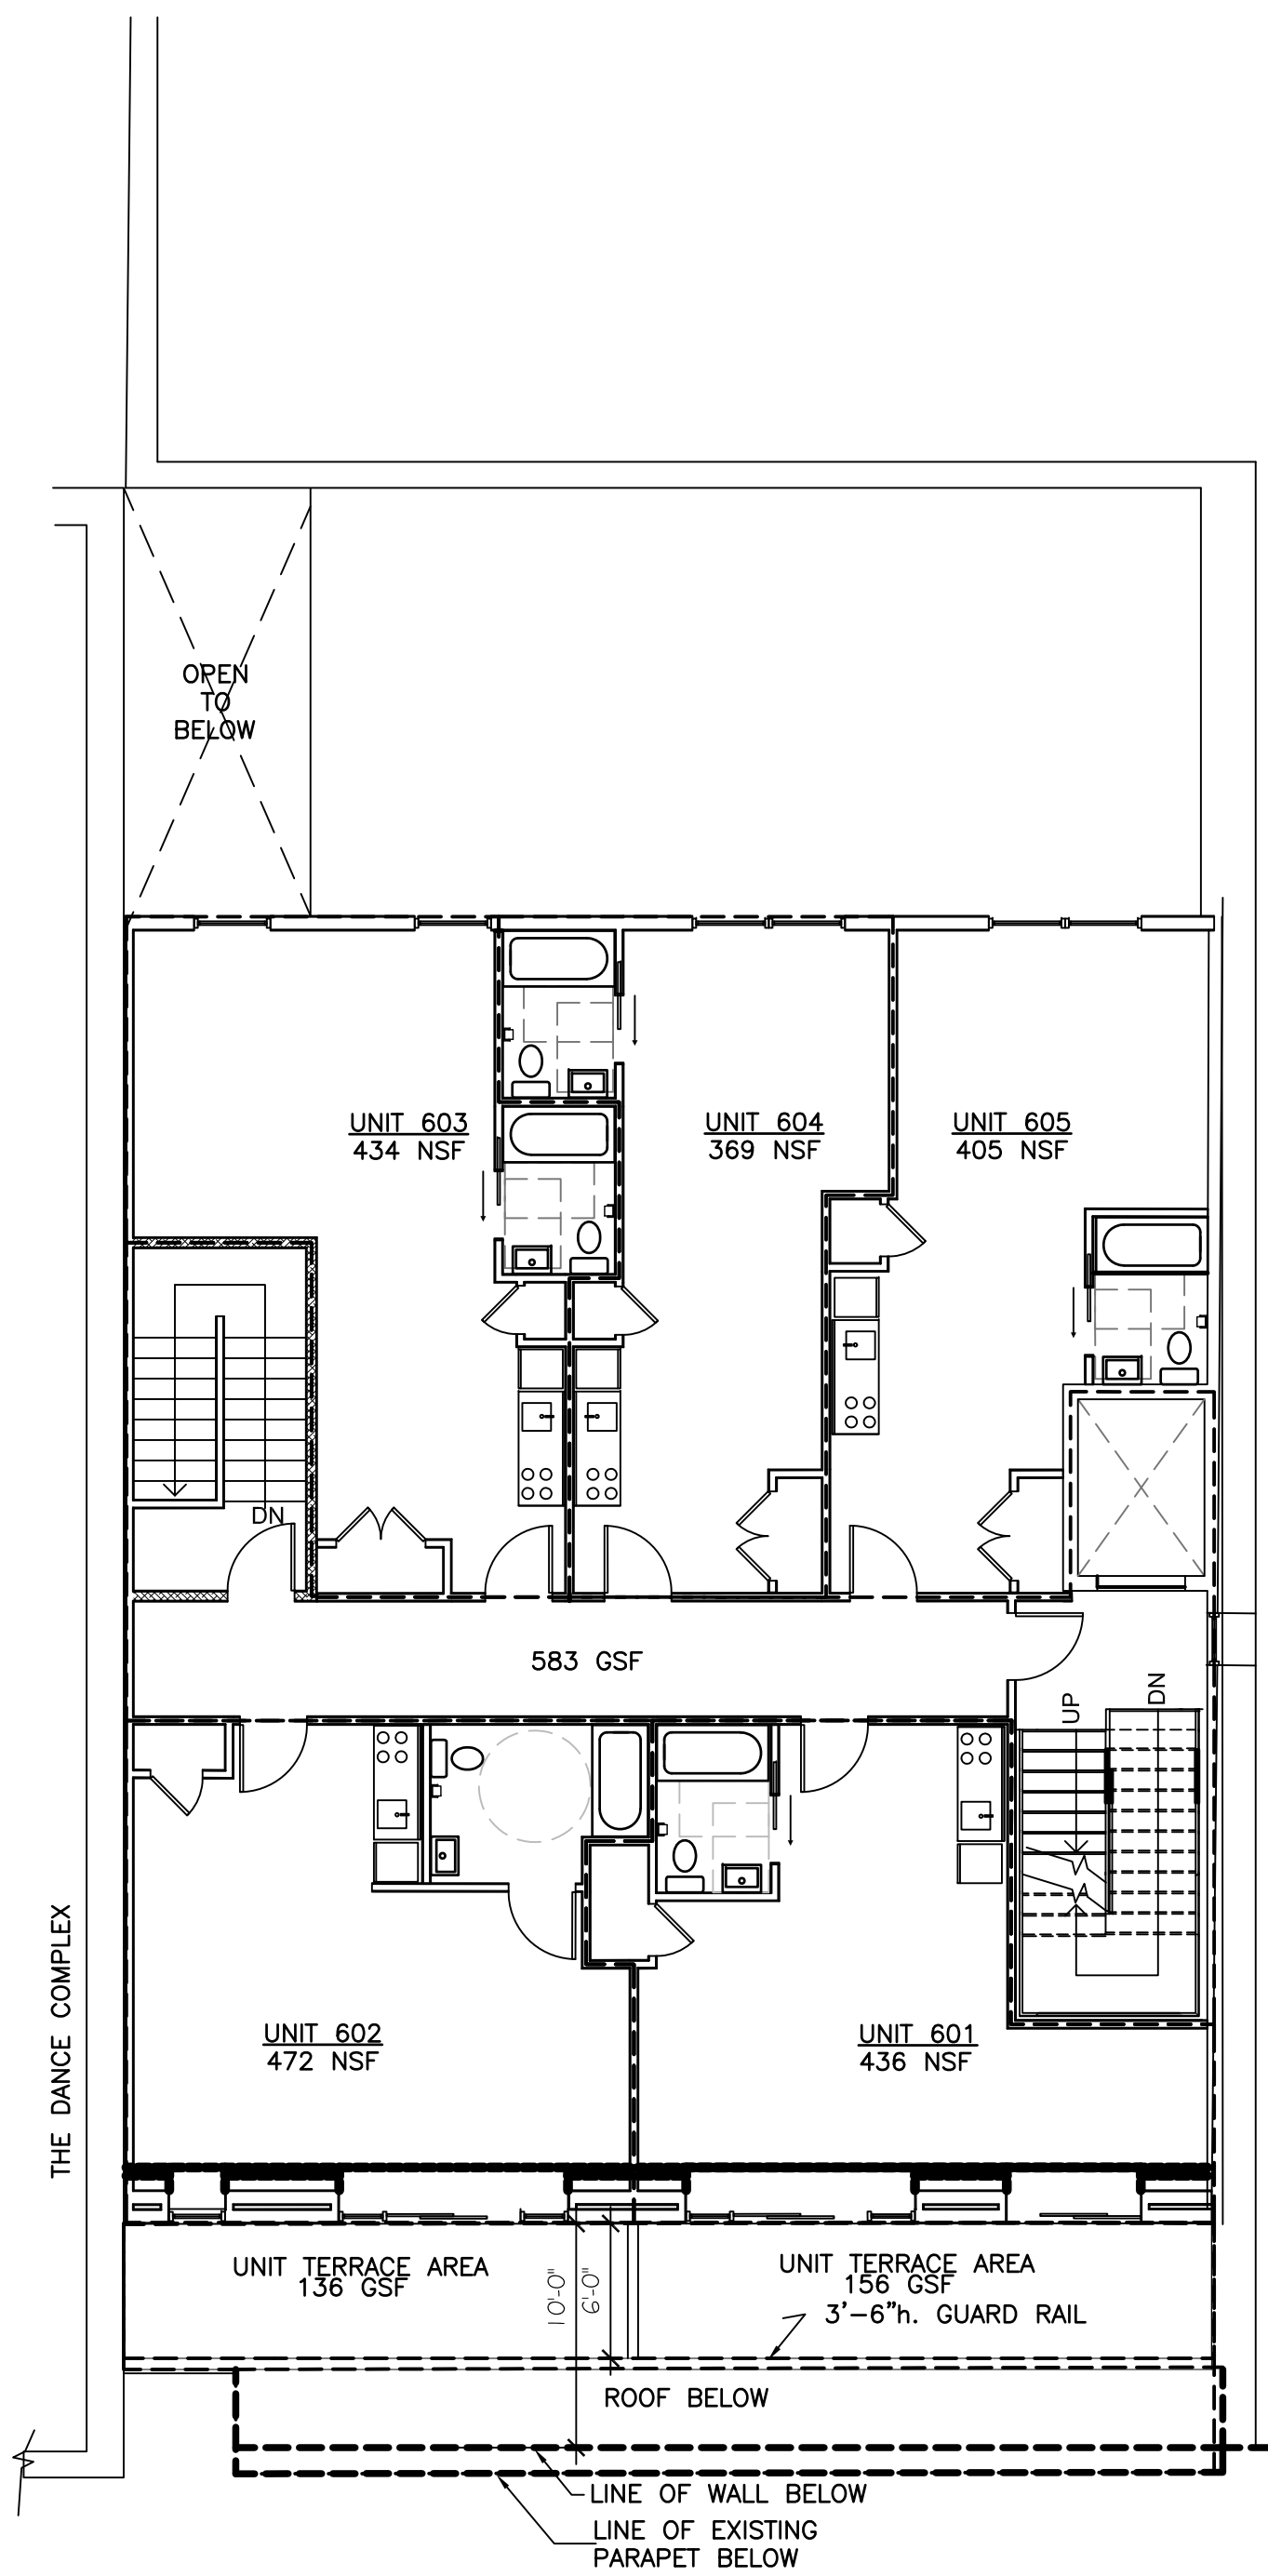 OPEN
TO
BELOW
UNIT 603
434 NSF
UNIT 604
369 NSF
UNIT 605
405 NSF
DN
583 GSF
UP
DN
THE DANCE COMPLEX
UNIT 602
472 NSF
UNIT 601
436 NSF
UNIT TERRACE AREA
136 GSF
10'-0"
6'-0"
UNIT TERRACE AREA
156 GSF
3'-6"h. GUARD RAIL
ROOF BELOW
LINE OF WALL BELOW
LINE OF EXISTING
PARAPET BELOW